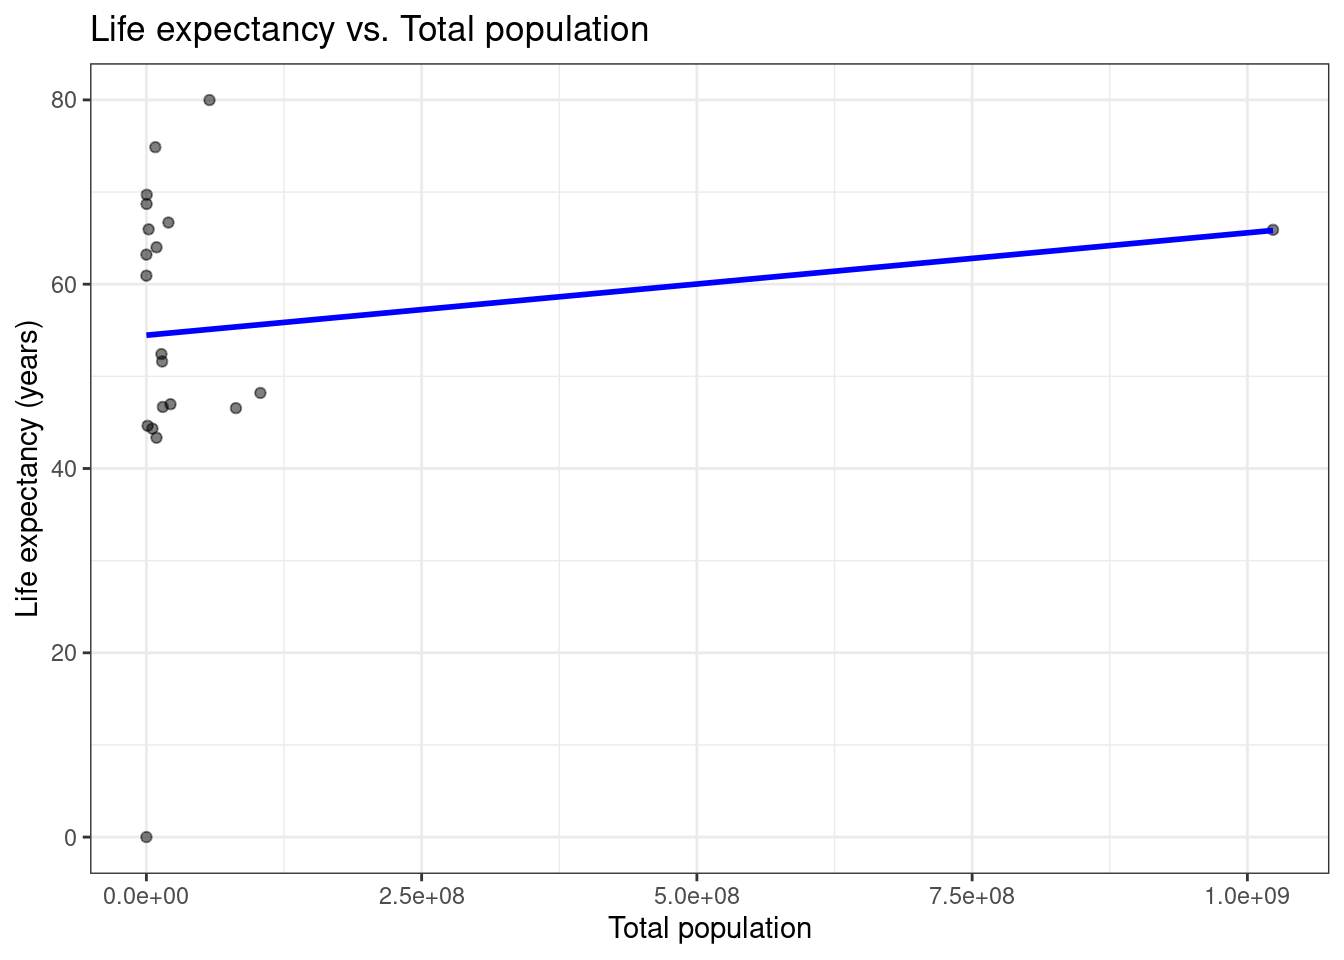 Life expectancy vs. Total population
Life expectancy (years)
80
60
40
20
0
0.0e+00 2.5e+08 5.0e+08 7.5e+08 1.0e+09
Total population